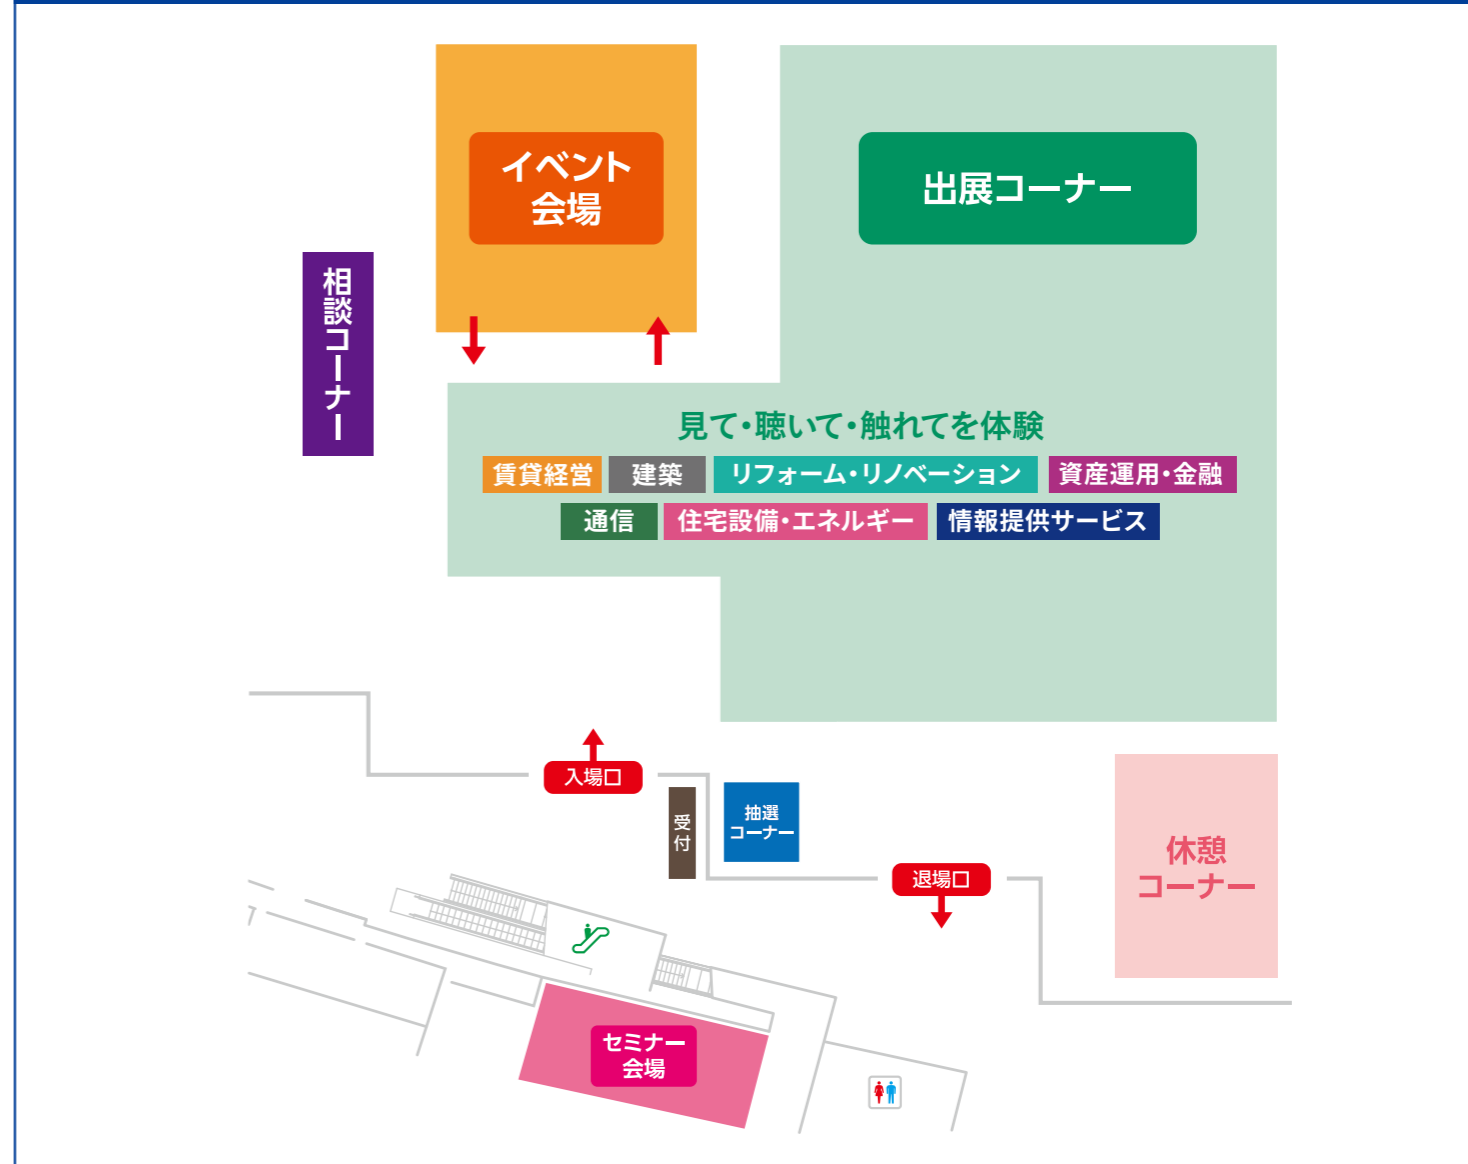 イベント
会場
出展コーナー
相談コーナー
見て・聴いて・触れてを体験
賃貸経営 建築 リフォーム・リノベーション 資産運用・金融
通信 住宅設備・エネルギー 情報提供サービス
入場口
受付
抽選
コーナー
退場口
休憩
コーナー
セミナー
会場